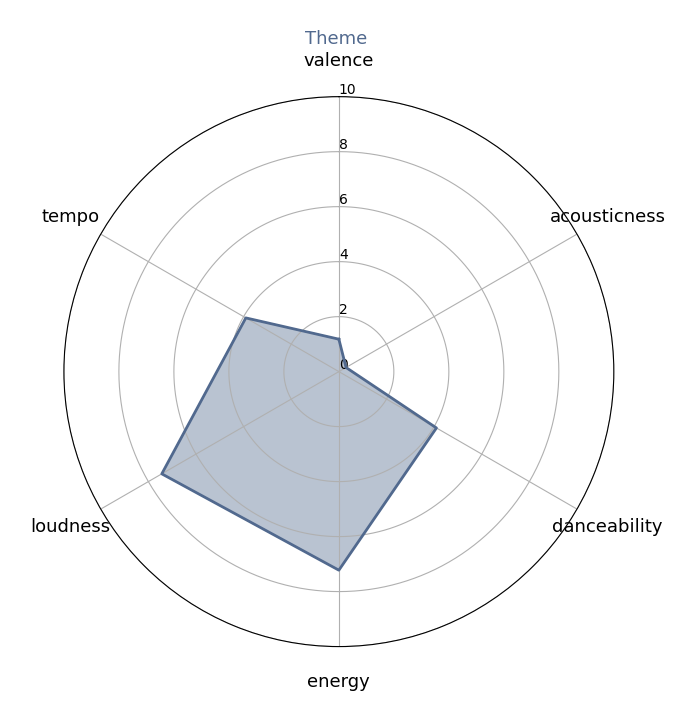 Theme
valence
10
8
6
4
2
0
tempo
acousticness
loudness
danceability
energy